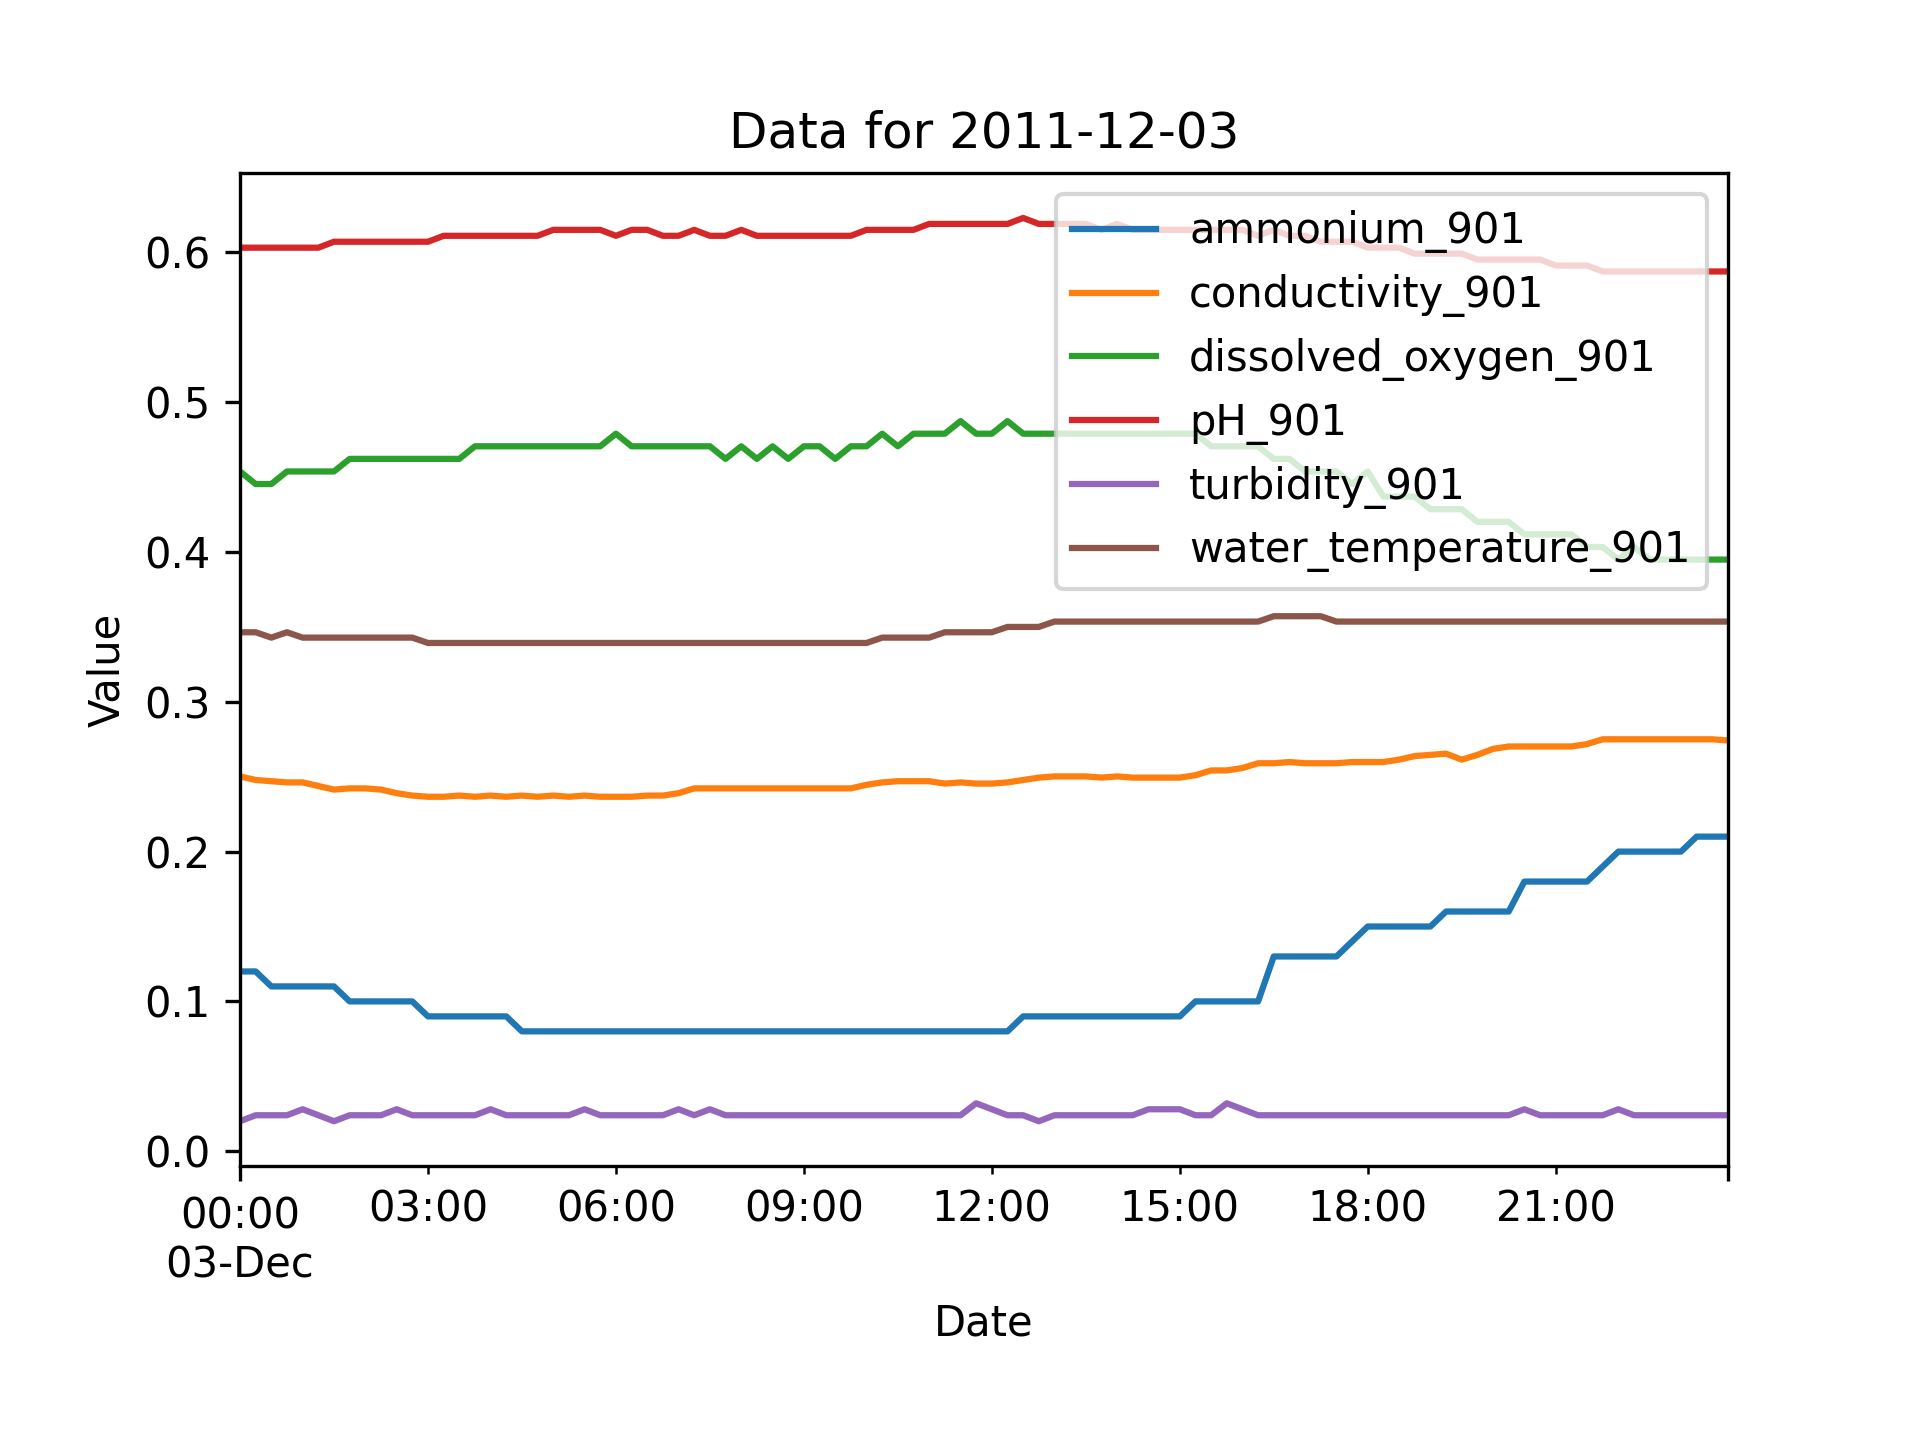 Data for 2011-12-03
ammonium_901
conductivity_901
dissolved_oxygen_901
pH_901
turbidity_901
water_temperature_901
0.6
0.5
0.4
0.3
0.2
0.1
0.0
Value
00:00 03:00 06:00 09:00 12:00 15:00 18:00 21:00
03-Dec
Date